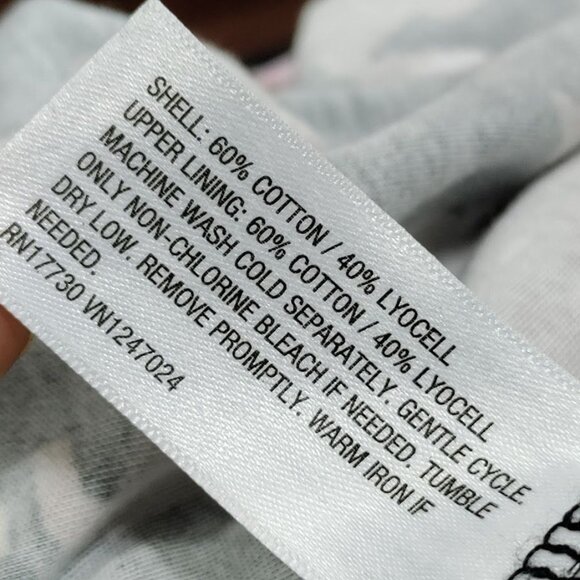 SHELL: 60% COTTON / 40% LYOCELL
UPPER LINING: 60% COTTON / 40% LYOCELL
MACHINE WASH COLD SEPARATELY. GENTLE CYCLE.
ONLY NON-CHLORINE BLEACH IF NEEDED. TUMBLE
DRY LOW. REMOVE PROMPTLY. WARM IRON IF
NEEDED.
RN17730 VN1247024